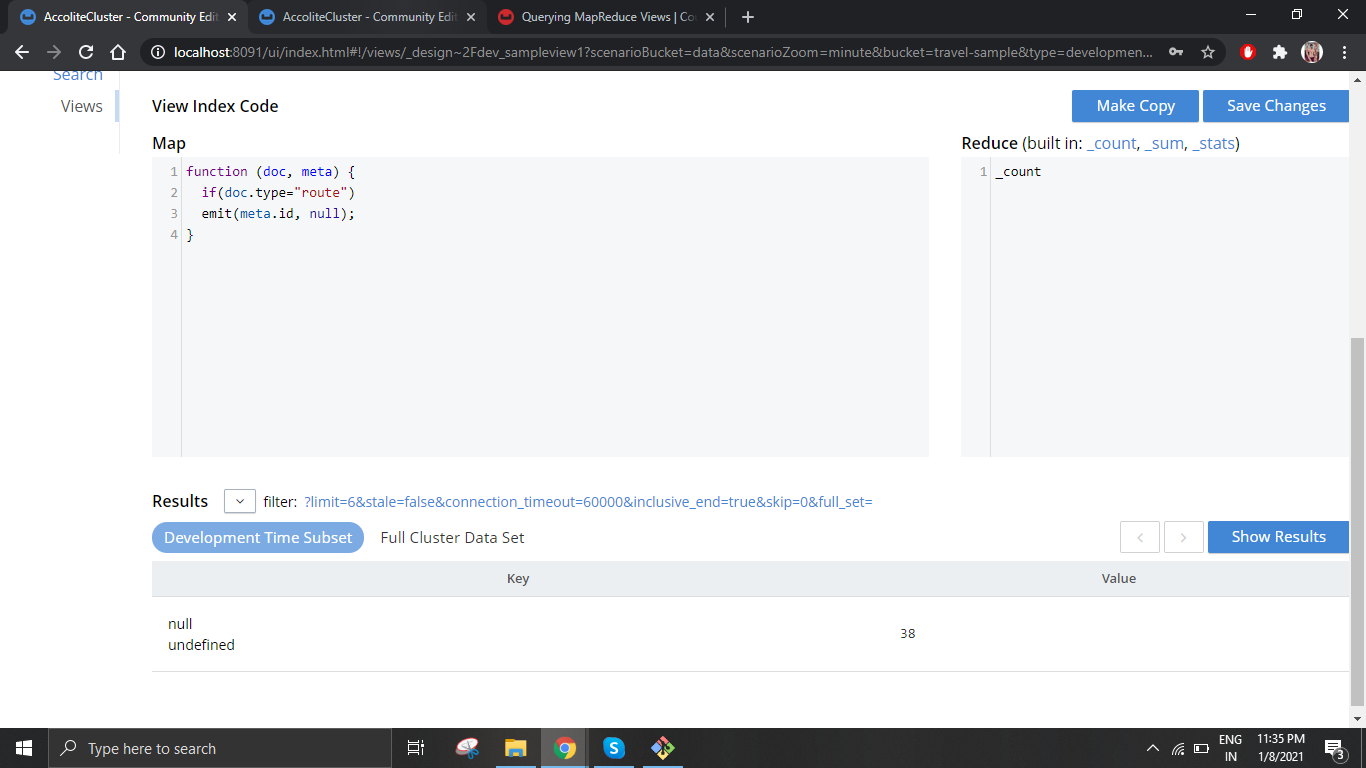 AccoliteCluster - Community Edit
AccoliteCluster - Community Edit
Querying MapReduce Views | Cou
localhost:8091/ui/index.html#!/views/_design~2Fdev_sampleview1?scenarioBucket=data&scenarioZoom=minute&bucket=travel-sample&type=developmen...
Search
Views
View Index Code
Make Copy
Save Changes
Map
Reduce (built in: _count, _sum, _stats)
1 function (doc, meta) {
2 if(doc.type="route")
3 emit(meta.id, null);
4 }
1 _count
Results
filter: ?limit=6&stale=false&connection_timeout=60000&inclusive_end=true&skip=0&full_set=
Development Time Subset
Full Cluster Data Set
Show Results
Key
Value
null
undefined
38
Type here to search
S
ENG
IN
11:35 PM
1/8/2021
3